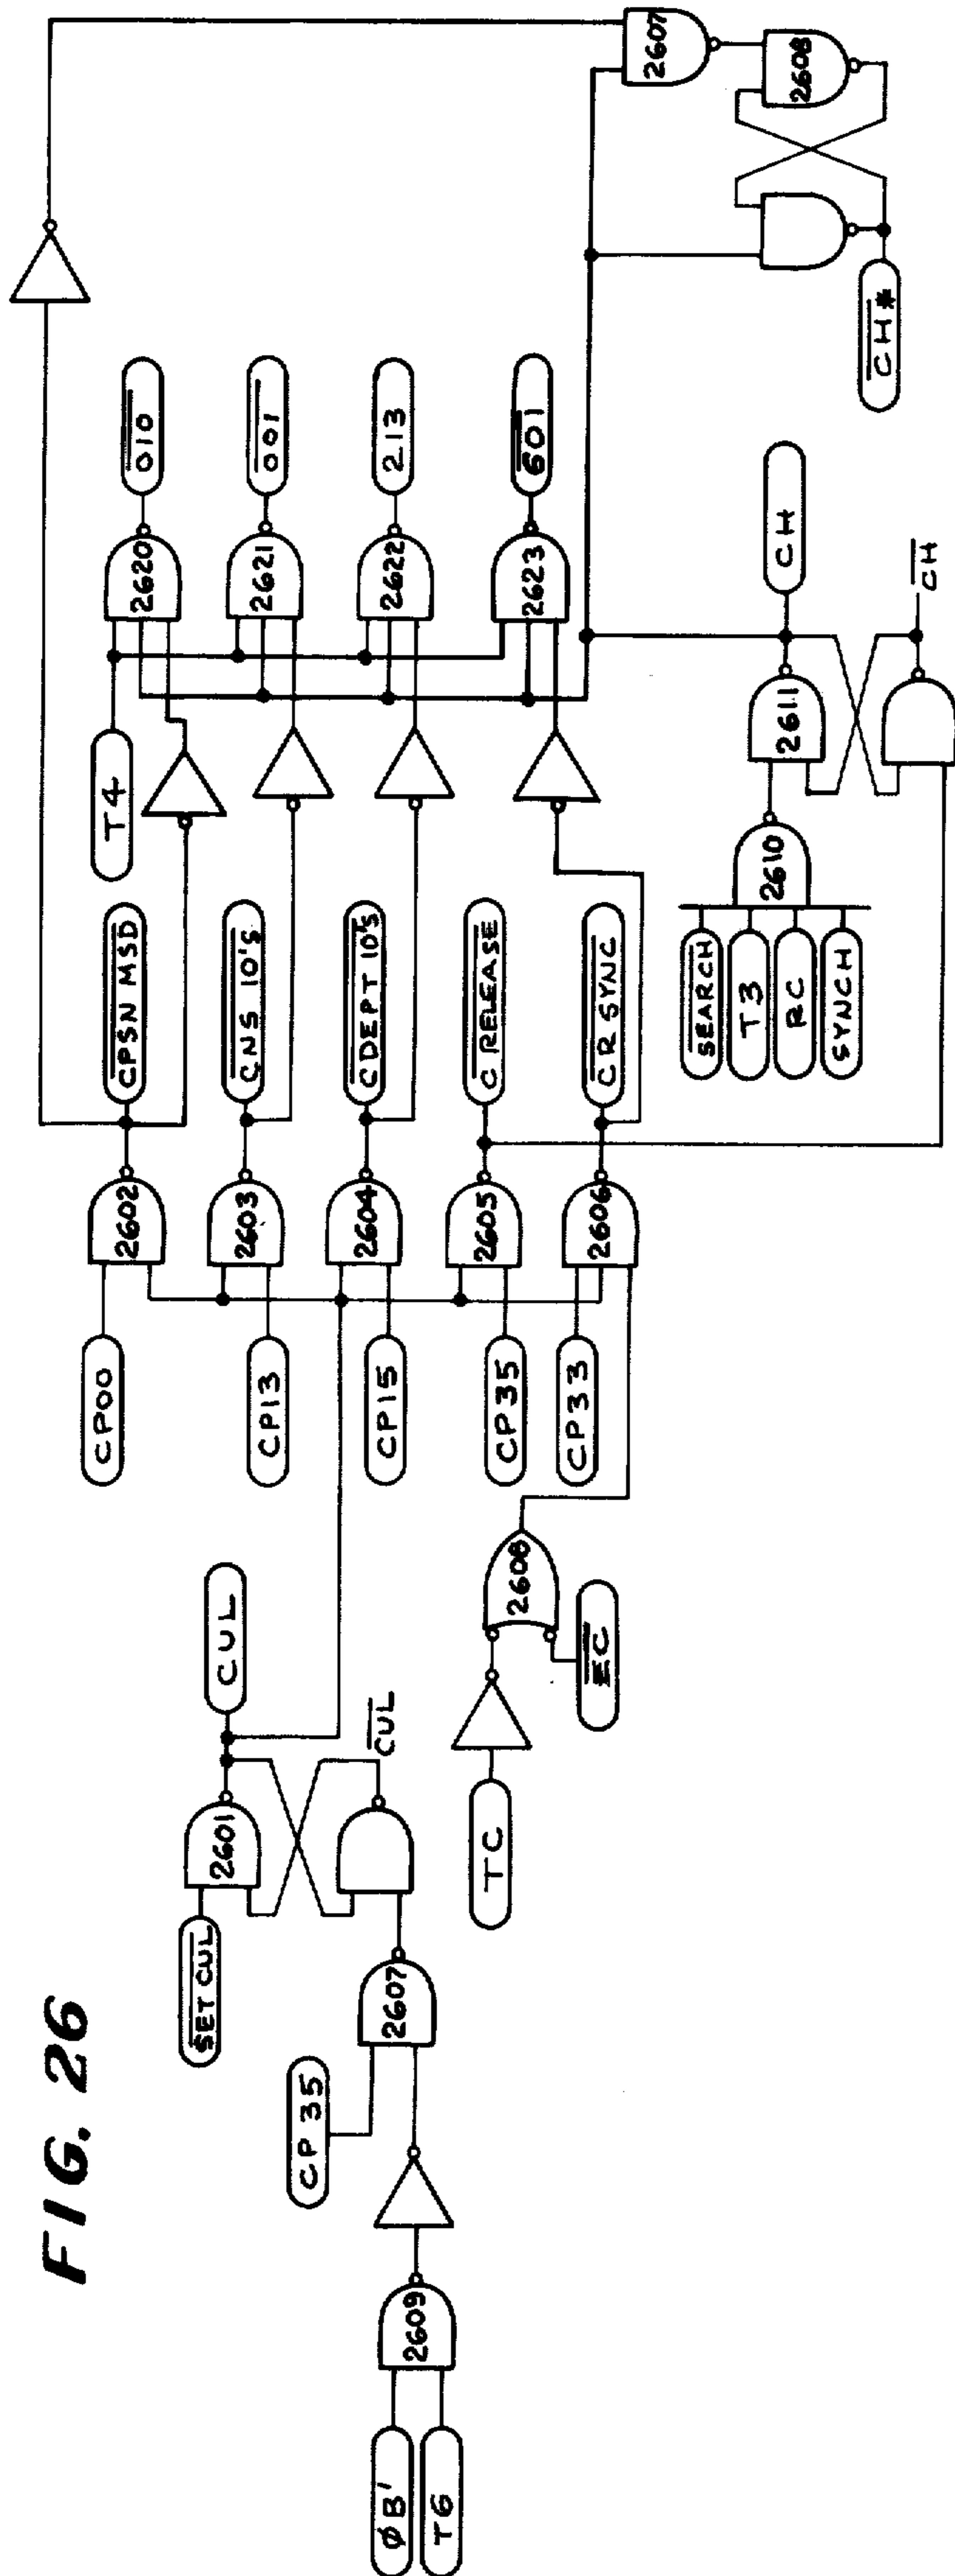 FIG. 26
SET CUL
2601
CUL
CUL
CP 35
2607
ØB'
T6
2609
TC
2608
EC
CP00
2602
CPSN MSD
CP13
2603
CNS 10's
CP15
2604
CDEPT 10's
CP 35
2605
C RELEASE
CP33
2606
CR SYNC
T4
2620
010
2621
001
2622
213
2623
601
SEARCH
T3
RC
SYNCH
2610
2611
CH
CH
2607
2608
CH*